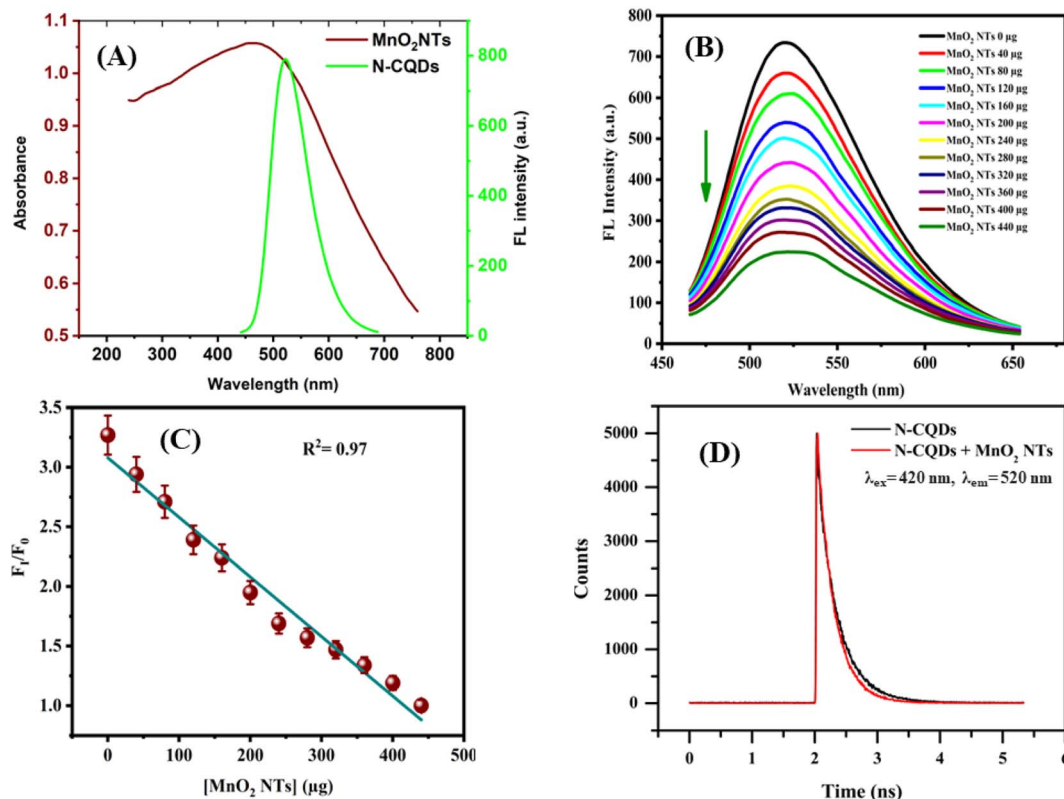 (A)
MnO₂NTs
N-CQDs
1.1
1.0
0.9
0.8
0.7
0.6
0.5
Absorbance
800
600
400
200
0
FL intensity (a.u.)
200 300 400 500 600 700 800
Wavelength (nm)
(B)
MnO₂ NTs 0 µg
MnO₂ NTs 40 µg
MnO₂ NTs 80 µg
MnO₂ NTs 120 µg
MnO₂ NTs 160 µg
MnO₂ NTs 200 µg
MnO₂ NTs 240 µg
MnO₂ NTs 280 µg
MnO₂ NTs 320 µg
MnO₂ NTs 360 µg
MnO₂ NTs 400 µg
MnO₂ NTs 440 µg
800
700
600
500
400
300
200
100
0
FL Intensity (a.u.)
450 500 550 600 650
Wavelength (nm)
(C)
R²= 0.97
3.5
3.0
2.5
2.0
1.5
1.0
F₁/F₀
0 100 200 300 400 500
[MnO₂ NTs] (µg)
(D)
N-CQDs
N-CQDs + MnO₂ NTs
λex= 420 nm, λem= 520 nm
5000
4000
3000
2000
1000
0
Counts
0 1 2 3 4 5 6
Time (ns)